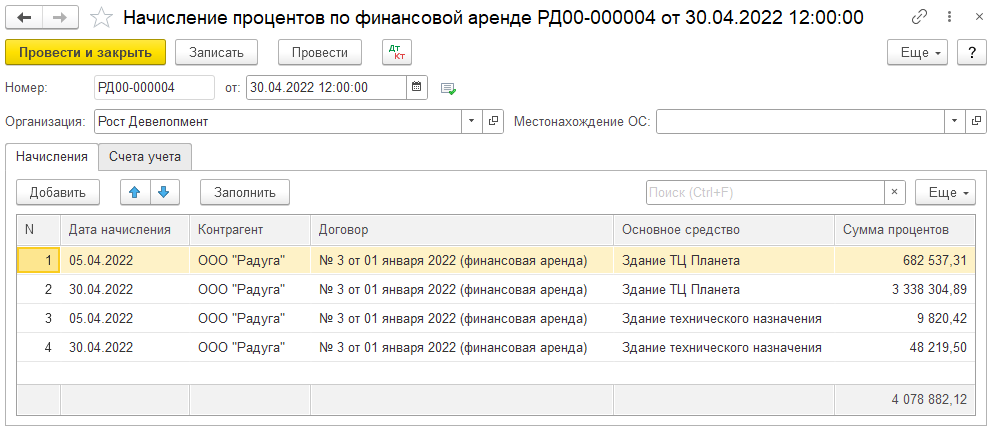 Начисление процентов по финансовой аренде РД00-000004 от 30.04.2022 12:00:00
Провести и закрыть Записать Провести Дт Кт Еще ?
Номер: РД00-000004 от: 30.04.2022 12:00:00
Организация: Рост Девелопмент Местонахождение ОС:
Начисления Счета учета
Добавить Заполнить Поиск (Ctrl+F) × Еще
N Дата начисления Контрагент Договор Основное средство Сумма процентов
1 05.04.2022 ООО "Радуга" № 3 от 01 января 2022 (финансовая аренда) Здание ТЦ Планета 682 537,31
2 30.04.2022 ООО "Радуга" № 3 от 01 января 2022 (финансовая аренда) Здание ТЦ Планета 3 338 304,89
3 05.04.2022 ООО "Радуга" № 3 от 01 января 2022 (финансовая аренда) Здание технического назначения 9 820,42
4 30.04.2022 ООО "Радуга" № 3 от 01 января 2022 (финансовая аренда) Здание технического назначения 48 219,50
4 078 882,12